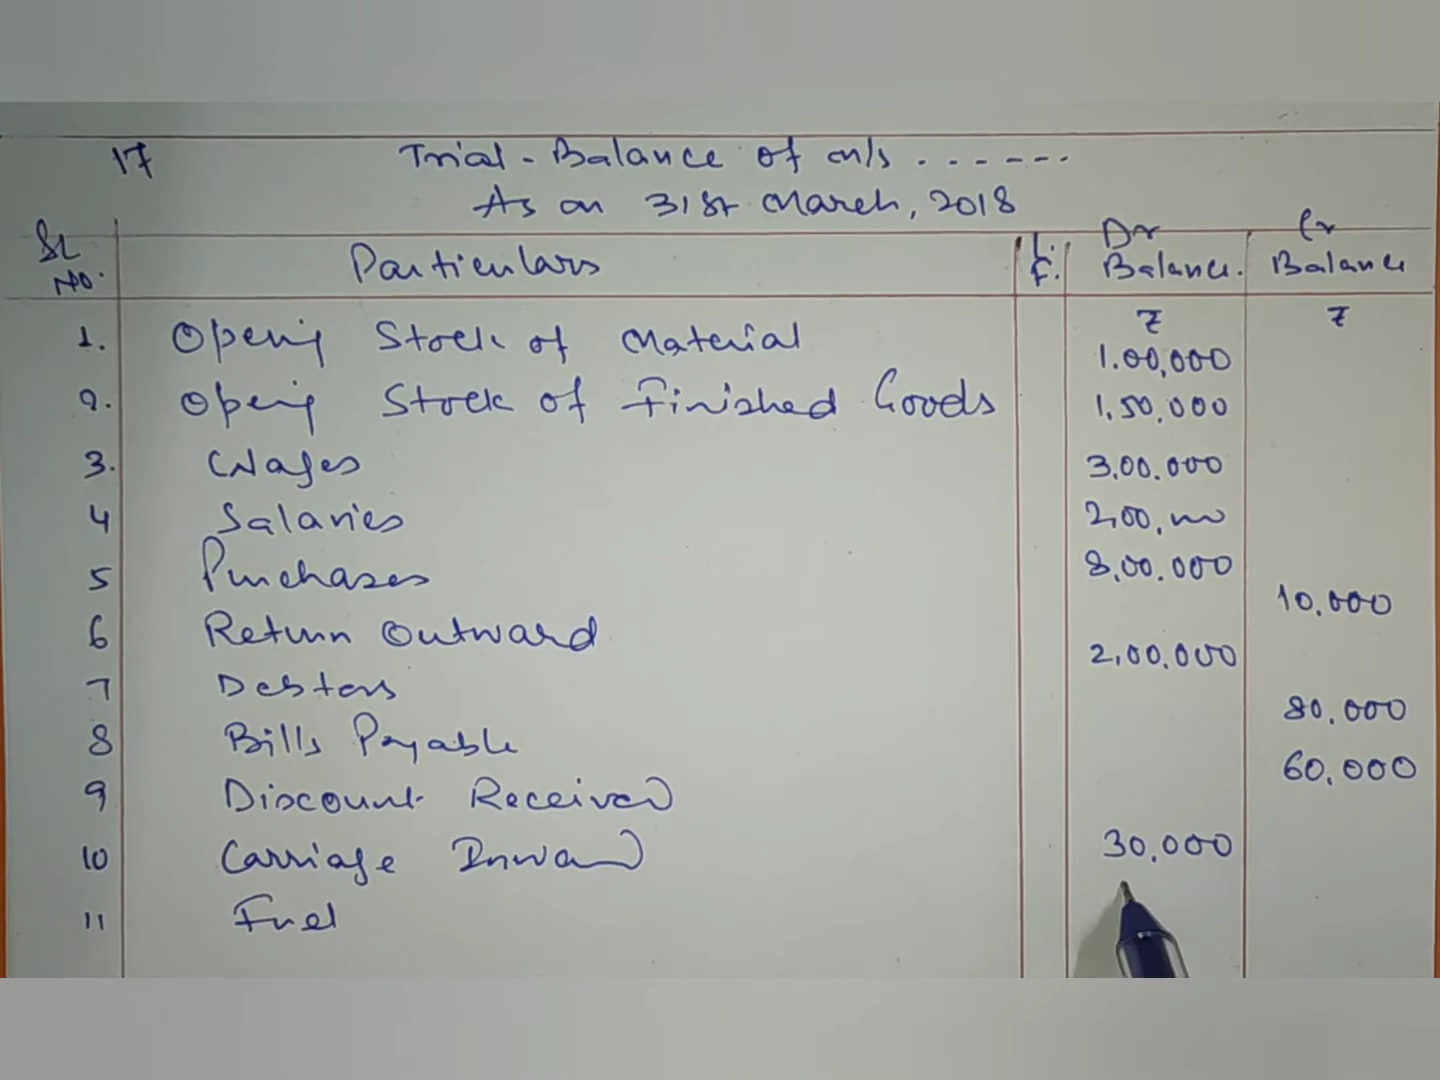 17 Trial-Balance of m/s . - - - - -
As on 31st March, 2018
SL No. Particulars L.F. Dr Balance. Cr Balance
₹ ₹
1. Opening Stock of Material 1.00,000
2. Opening Stock of Finished Goods 1,50,000
3. Wages 3,00.000
4 Salaries 2,00,000
5 Purchases 8,00.000
6 Return Outward 10,000
7 Debtors 2,00.000
8 Bills Payable 80,000
9 Discount Received 60,000
10 Carriage Inward 30,000
11 Fuel